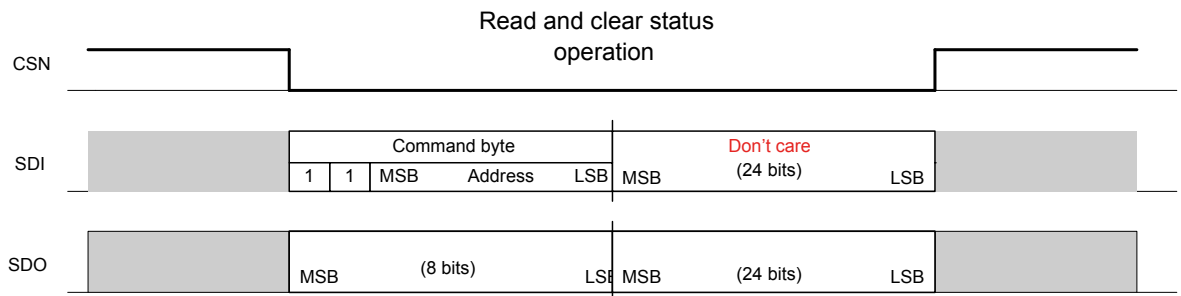 Read and clear status
operation
CSN
Command byte
Don't care
SDI
1 1 MSB Address LSB MSB (24 bits) LSB
SDO
MSB (8 bits) LSB MSB (24 bits) LSB